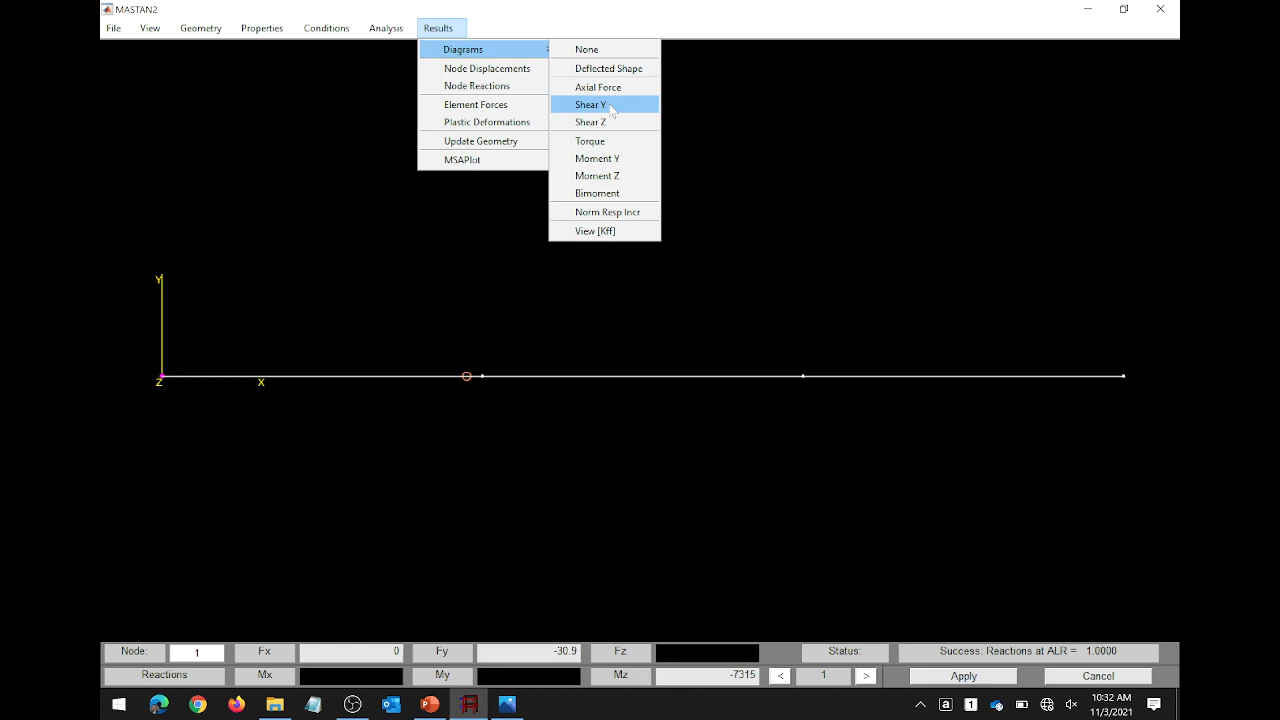 MASTAN2
File View Geometry Properties Conditions Analysis Results
Diagrams >
Node Displacements
Node Reactions
Element Forces
Plastic Deformations
Update Geometry
MSAPlot
None
Deflected Shape
Axial Force
Shear Y
Shear Z
Torque
Moment Y
Moment Z
Bimoment
Norm Resp Incr
View [Kff]
Y
Z X
Node: 1 Fx 0 Fy -30.9 Fz Status: Success: Reactions at ALR = 1.0000
Reactions Mx My Mz -7315 < 1 > Apply Cancel
a 1 10:32 AM
11/3/2021